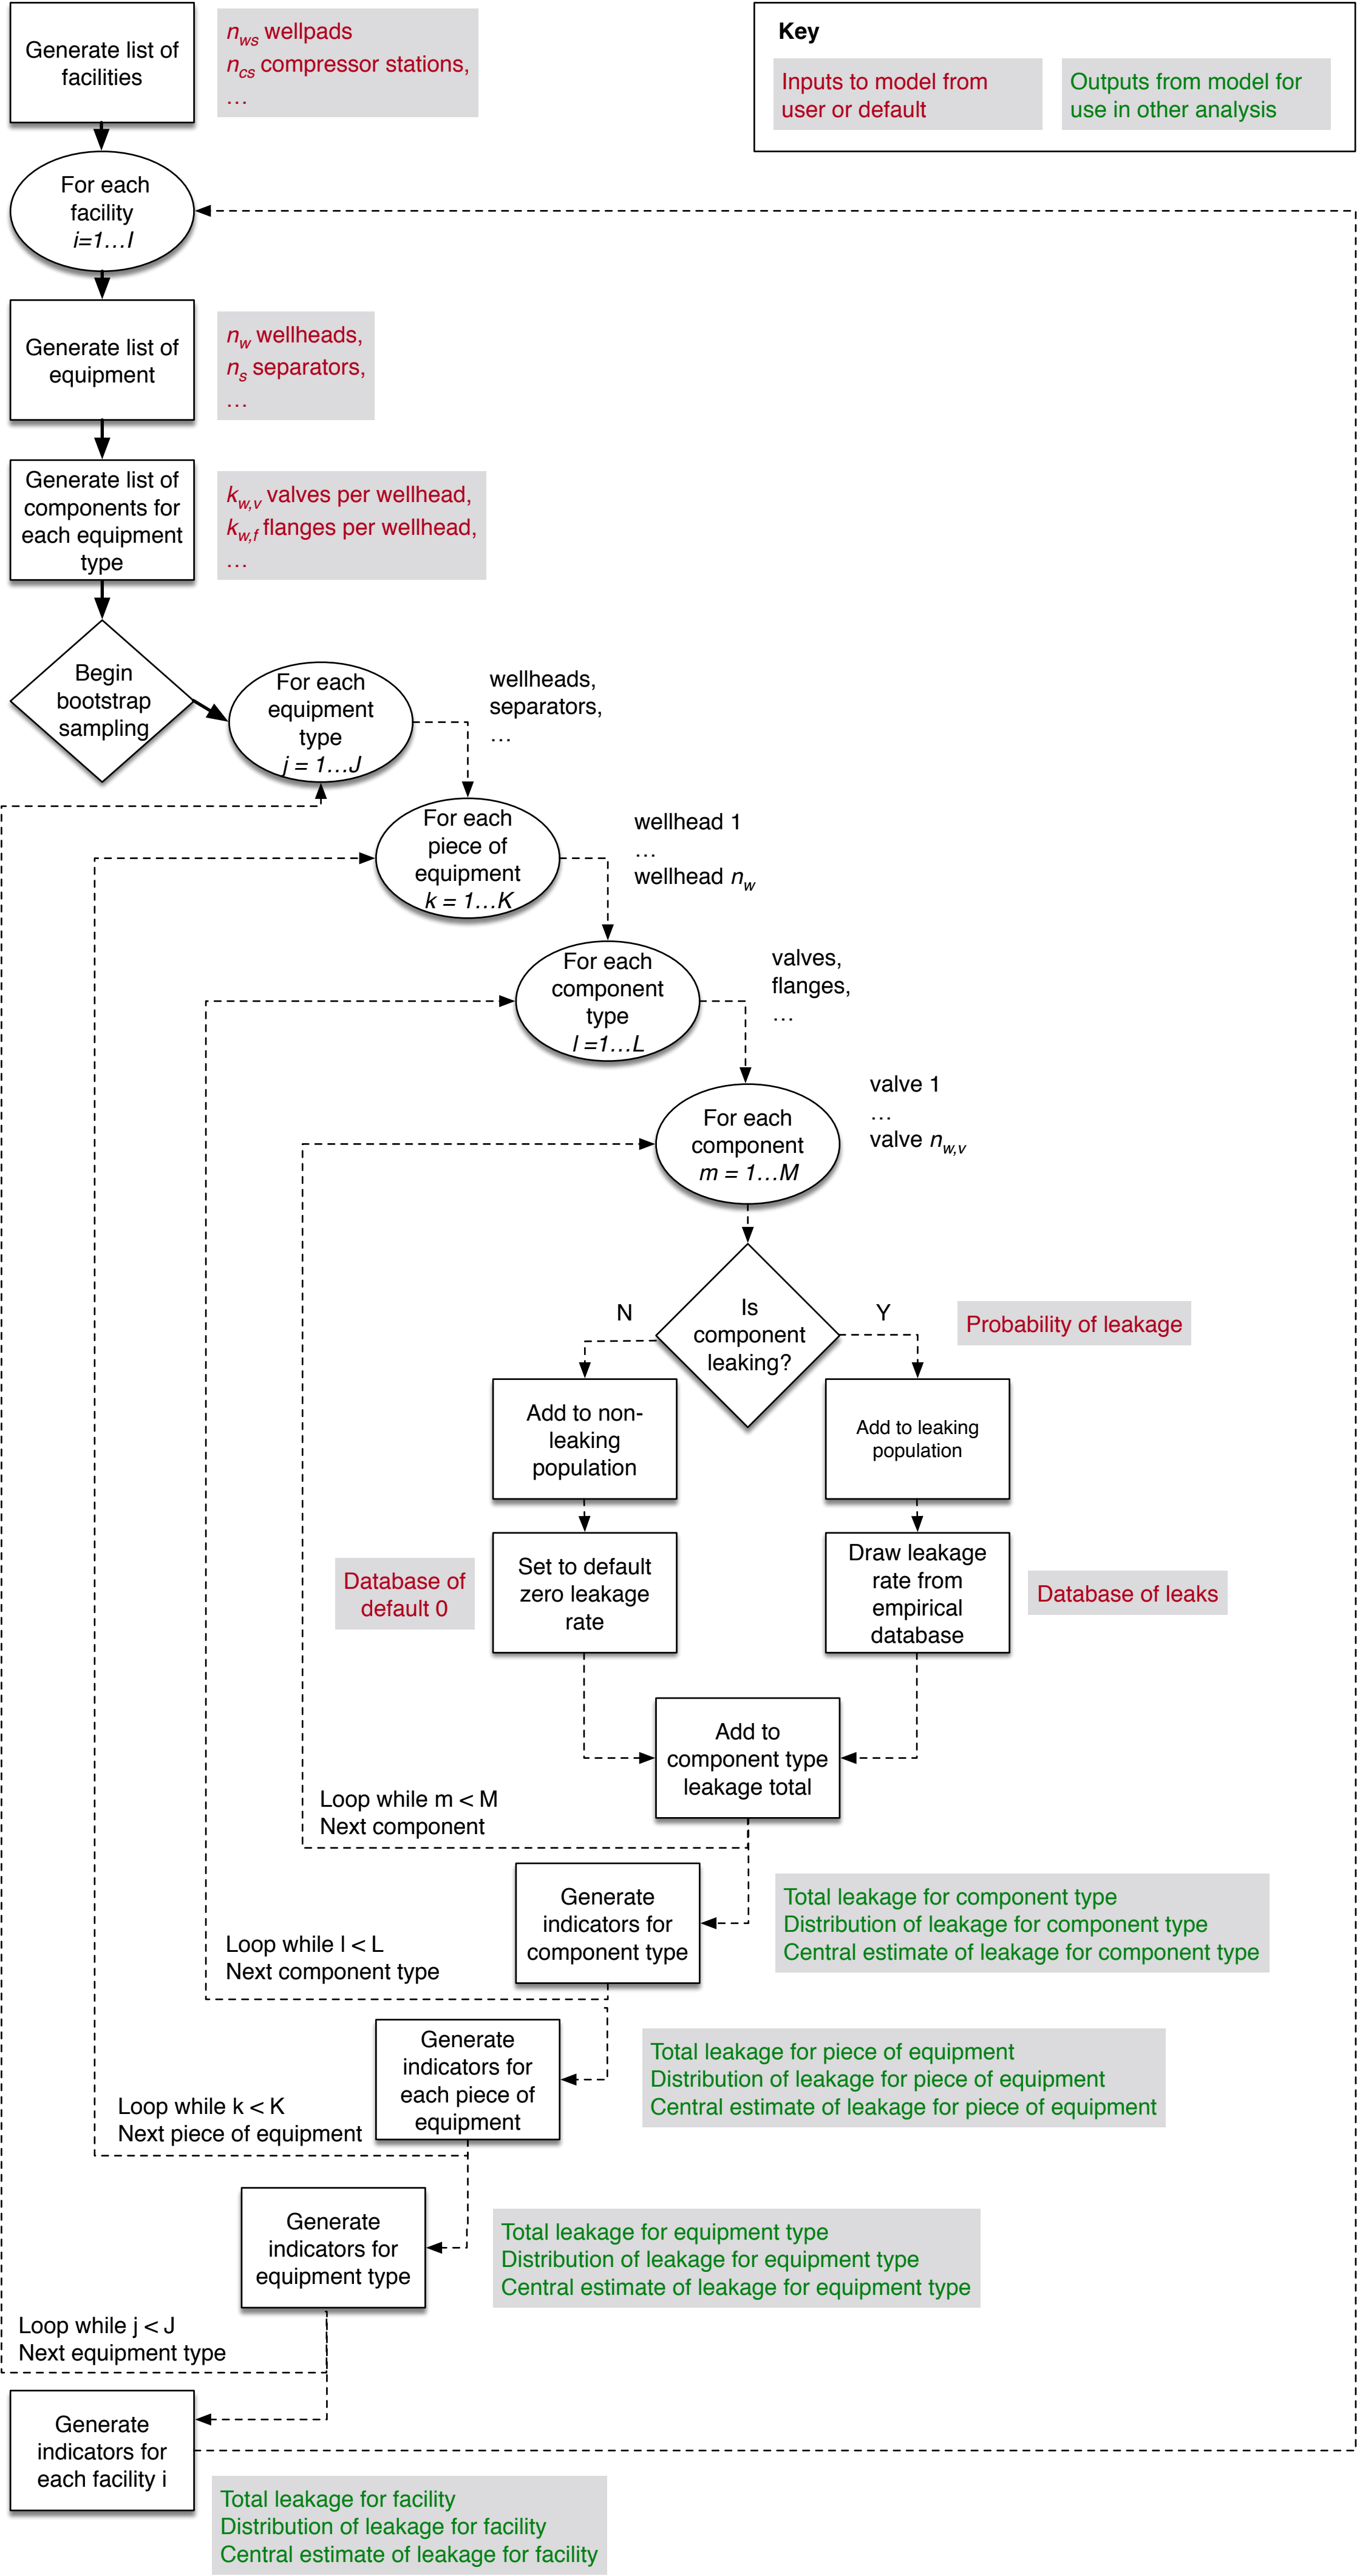 Generate list of
facilities
n_ws wellpads
n_cs compressor stations,
…
Key
Inputs to model from
user or default
Outputs from model for
use in other analysis
For each
facility
i=1…I
Generate list of
equipment
n_w wellheads,
n_s separators,
…
Generate list of
components for
each equipment
type
k_w,v valves per wellhead,
k_w,f flanges per wellhead,
…
Begin
bootstrap
sampling
For each
equipment
type
j = 1…J
wellheads,
separators,
…
For each
piece of
equipment
k = 1…K
wellhead 1
…
wellhead n_w
For each
component
type
l =1…L
valves,
flanges,
…
For each
component
m = 1…M
valve 1
…
valve n_w,v
Is
component
leaking?
N
Y
Probability of leakage
Add to non-
leaking
population
Add to leaking
population
Database of
default 0
Set to default
zero leakage
rate
Draw leakage
rate from
empirical
database
Database of leaks
Add to
component type
leakage total
Loop while m < M
Next component
Generate
indicators for
component type
Total leakage for component type
Distribution of leakage for component type
Central estimate of leakage for component type
Loop while l < L
Next component type
Generate
indicators for
each piece of
equipment
Total leakage for piece of equipment
Distribution of leakage for piece of equipment
Central estimate of leakage for piece of equipment
Loop while k < K
Next piece of equipment
Generate
indicators for
equipment type
Total leakage for equipment type
Distribution of leakage for equipment type
Central estimate of leakage for equipment type
Loop while j < J
Next equipment type
Generate
indicators for
each facility i
Total leakage for facility
Distribution of leakage for facility
Central estimate of leakage for facility